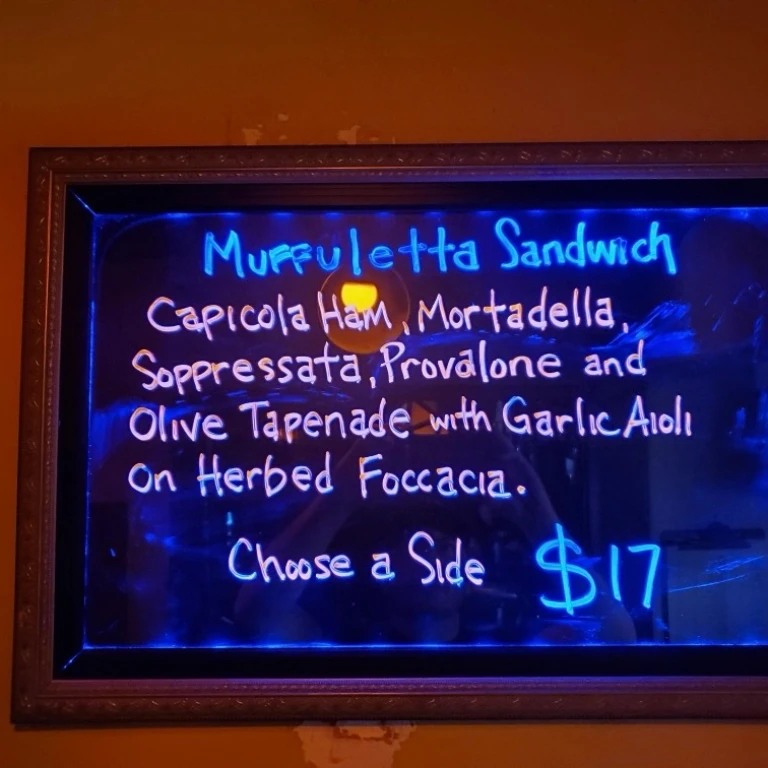 Muffuletta Sandwich
Capicola Ham, Mortadella,
Soppressata, Provalone and
Olive Tapenade with Garlic Aioli
On Herbed Foccacia.
Choose a Side $17